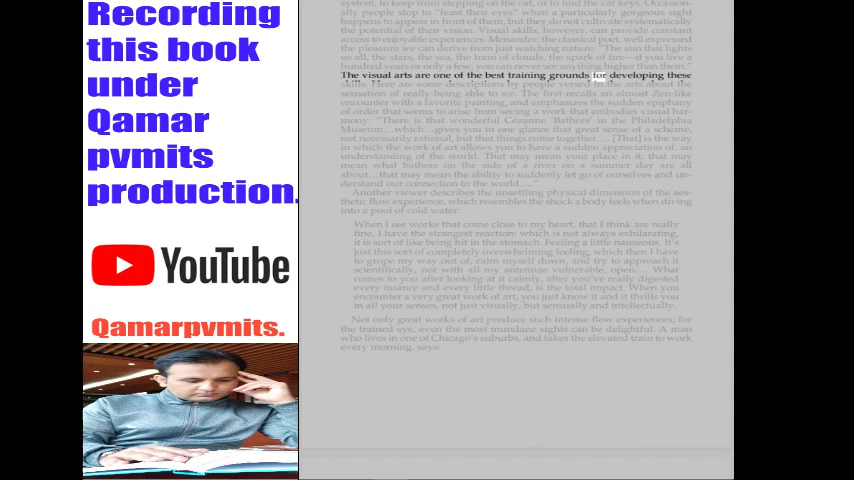 Recording
this book
under
Qamar
pvmits
production.
YouTube
Qamarpvmits.
system, to keep from stepping on the cat, or to find the car keys. Occasion-
ally people stop to "feast their eyes" when a particularly gorgeous sight
happens to appear in front of them, but they do not cultivate systematically
the potential of their vision. Visual skills, however, can provide constant
access to enjoyable experiences. Menander, the classical poet, well expressed
the pleasure we can derive from just watching nature: "The sun that lights
us all, the stars, the sea, the train of clouds, the spark of fire—if you live a
hundred years or only a few, you can never see anything higher than them."
The visual arts are one of the best training grounds for developing these
skills. Here are some descriptions by people versed in the arts about the
sensation of really being able to see. The first recalls an almost Zen-like
encounter with a favorite painting, and emphasizes the sudden epiphany
of order that seems to arise from seeing a work that embodies visual har-
mony: "There is that wonderful Cezanne 'Bathers' in the Philadelphia
Museum…which…gives you in one glance that great sense of a scheme,
not necessarily rational, but that things come together.… [That] is the way
in which the work of art allows you to have a sudden appreciation of, an
understanding of the world. That may mean your place in it, that may
mean what bathers on the side of a river on a summer day are all
about…that may mean the ability to suddenly let go of ourselves and un-
derstand our connection to the world.…"
Another viewer describes the unsettling physical dimension of the aes-
thetic flow experience, which resembles the shock a body feels when diving
into a pool of cold water:
When I see works that come close to my heart, that I think are really
fine, I have the strangest reaction: which is not always exhilarating,
it is sort of like being hit in the stomach. Feeling a little nauseous. It's
just this sort of completely overwhelming feeling, which then I have
to grope my way out of, calm myself down, and try to approach it
scientifically, not with all my antennae vulnerable, open.… What
comes to you after looking at it calmly, after you've really digested
every nuance and every little thread, is the total impact. When you
encounter a very great work of art, you just know it and it thrills you
in all your senses, not just visually, but sensually and intellectually.
Not only great works of art produce such intense flow experiences; for
the trained eye, even the most mundane sights can be delightful. A man
who lives in one of Chicago's suburbs, and takes the elevated train to work
every morning, says: